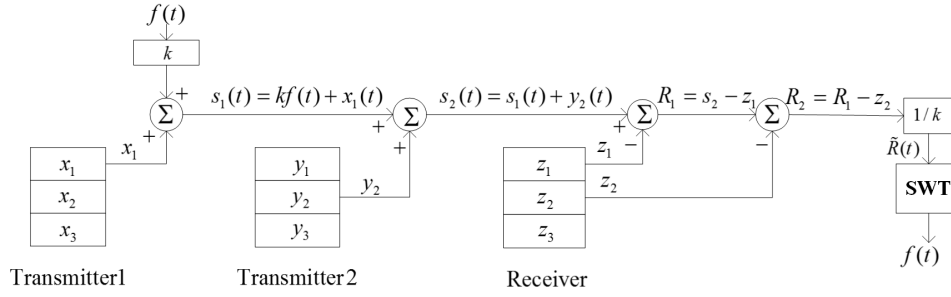 f(t)
k
+
Σ
+
x₁
s₁(t) = kf(t) + x₁(t)
Σ
+
+
y₂
s₂(t) = s₁(t) + y₂(t)
Σ
+
−
z₁
z₂
R₁ = s₂ − z₁
Σ
−
R₂ = R₁ − z₂
1/k
R̃(t)
SWT
f(t)
x₁
x₂
x₃
Transmitter1
y₁
y₂
y₃
Transmitter2
z₁
z₂
z₃
Receiver